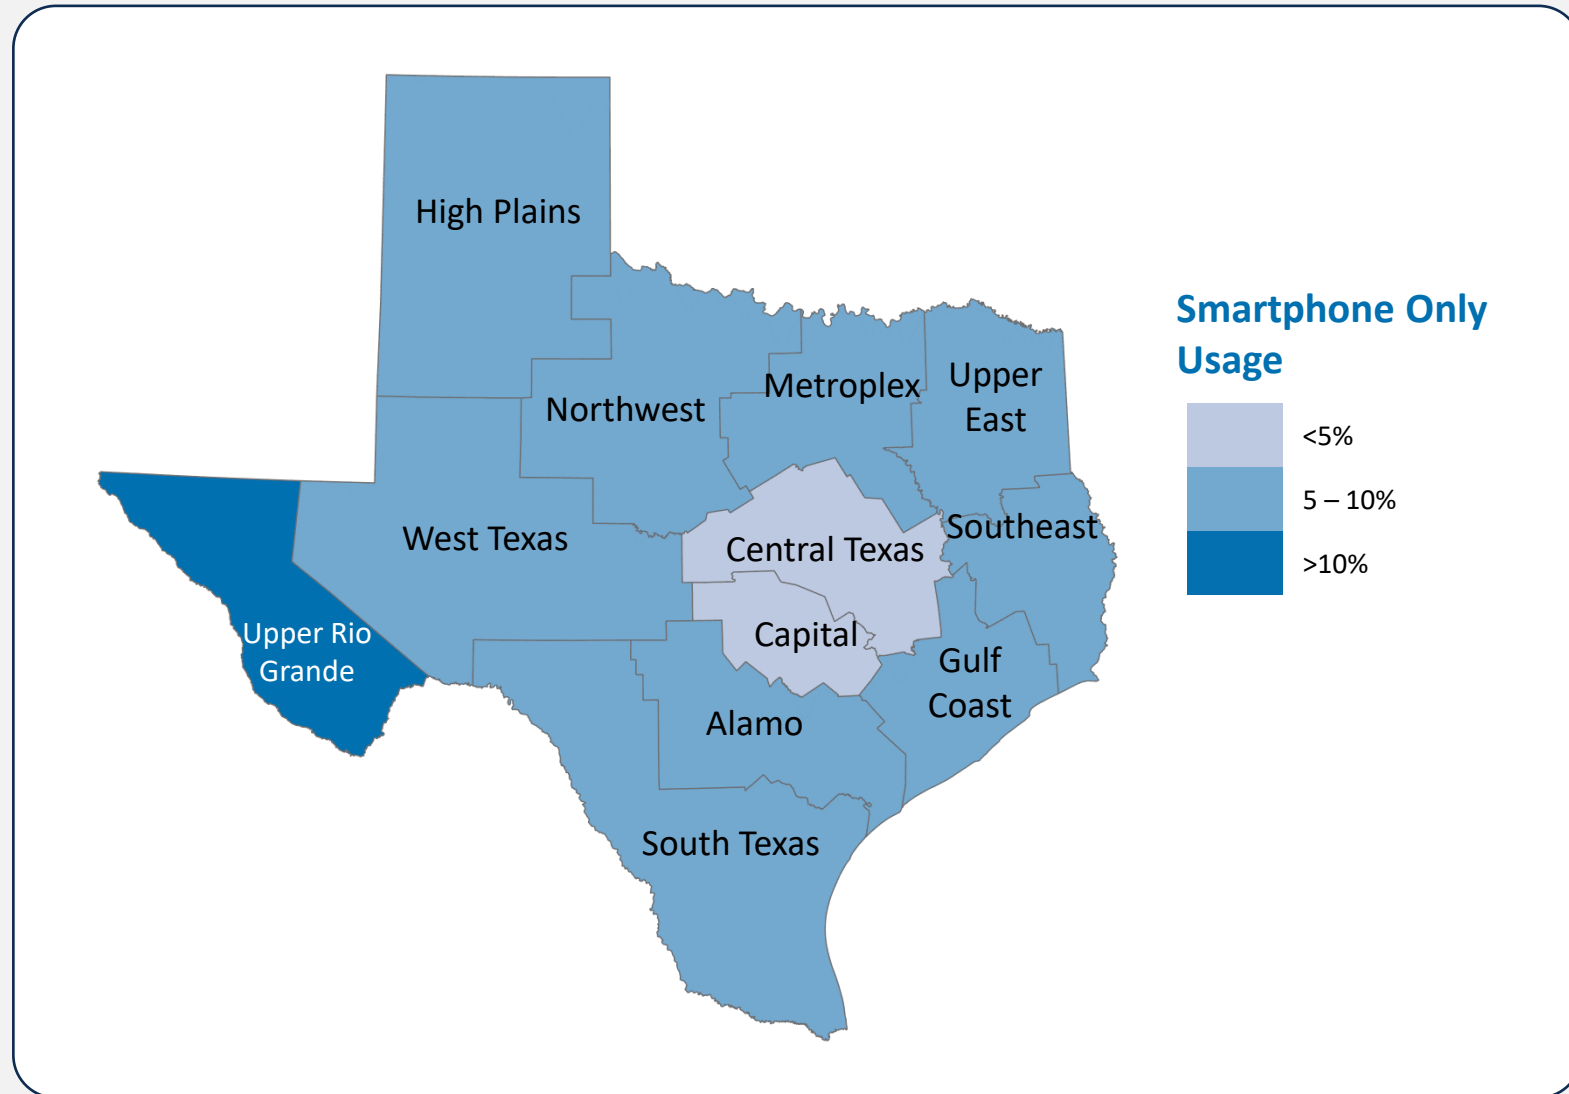 High Plains
Northwest
Metroplex
Upper
East
West Texas
Central Texas
Southeast
Upper Rio
Grande
Capital
Gulf
Coast
Alamo
South Texas
Smartphone Only
Usage
<5%
5 – 10%
>10%